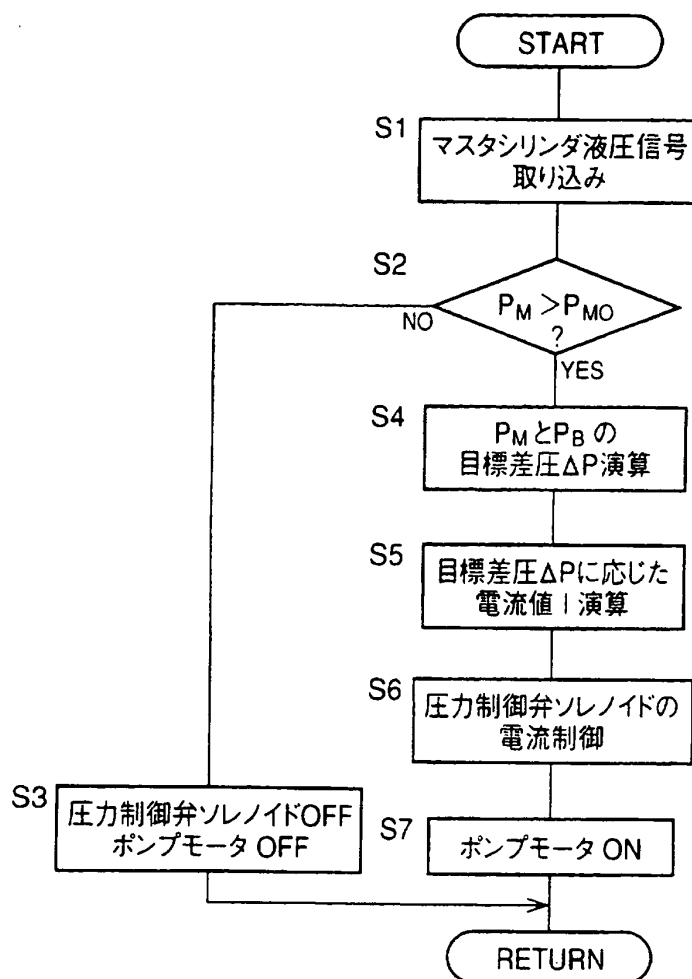 START
S1
マスタシリンダ液圧信号
取り込み
S2
PM>PMO
?
NO
YES
S4
PMとPBの
目標差圧ΔP演算
S5
目標差圧ΔPに応じた
電流値I演算
S6
圧力制御弁ソレノイドの
電流制御
S3
圧力制御弁ソレノイドOFF
ポンプモータ OFF
S7
ポンプモータ ON
RETURN